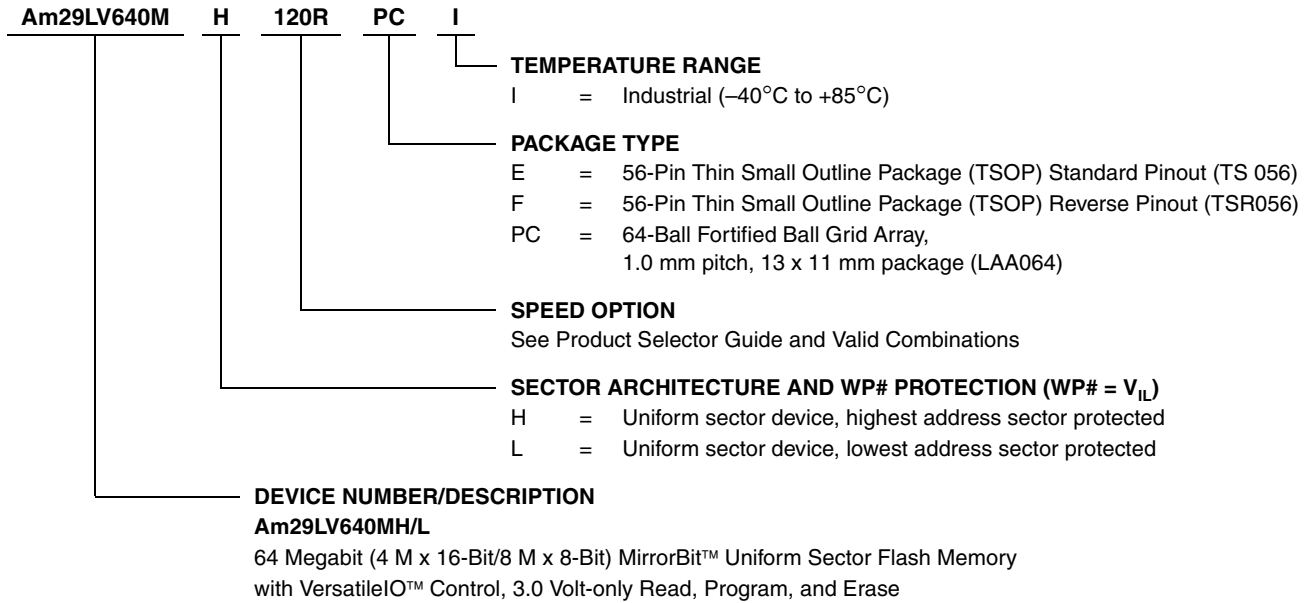 Am29LV640M H 120R PC I
TEMPERATURE RANGE
I = Industrial (–40°C to +85°C)
PACKAGE TYPE
E = 56-Pin Thin Small Outline Package (TSOP) Standard Pinout (TS 056)
F = 56-Pin Thin Small Outline Package (TSOP) Reverse Pinout (TSR056)
PC = 64-Ball Fortified Ball Grid Array,
1.0 mm pitch, 13 x 11 mm package (LAA064)
SPEED OPTION
See Product Selector Guide and Valid Combinations
SECTOR ARCHITECTURE AND WP# PROTECTION (WP# = VIL)
H = Uniform sector device, highest address sector protected
L = Uniform sector device, lowest address sector protected
DEVICE NUMBER/DESCRIPTION
Am29LV640MH/L
64 Megabit (4 M x 16-Bit/8 M x 8-Bit) MirrorBit™ Uniform Sector Flash Memory
with VersatileIO™ Control, 3.0 Volt-only Read, Program, and Erase